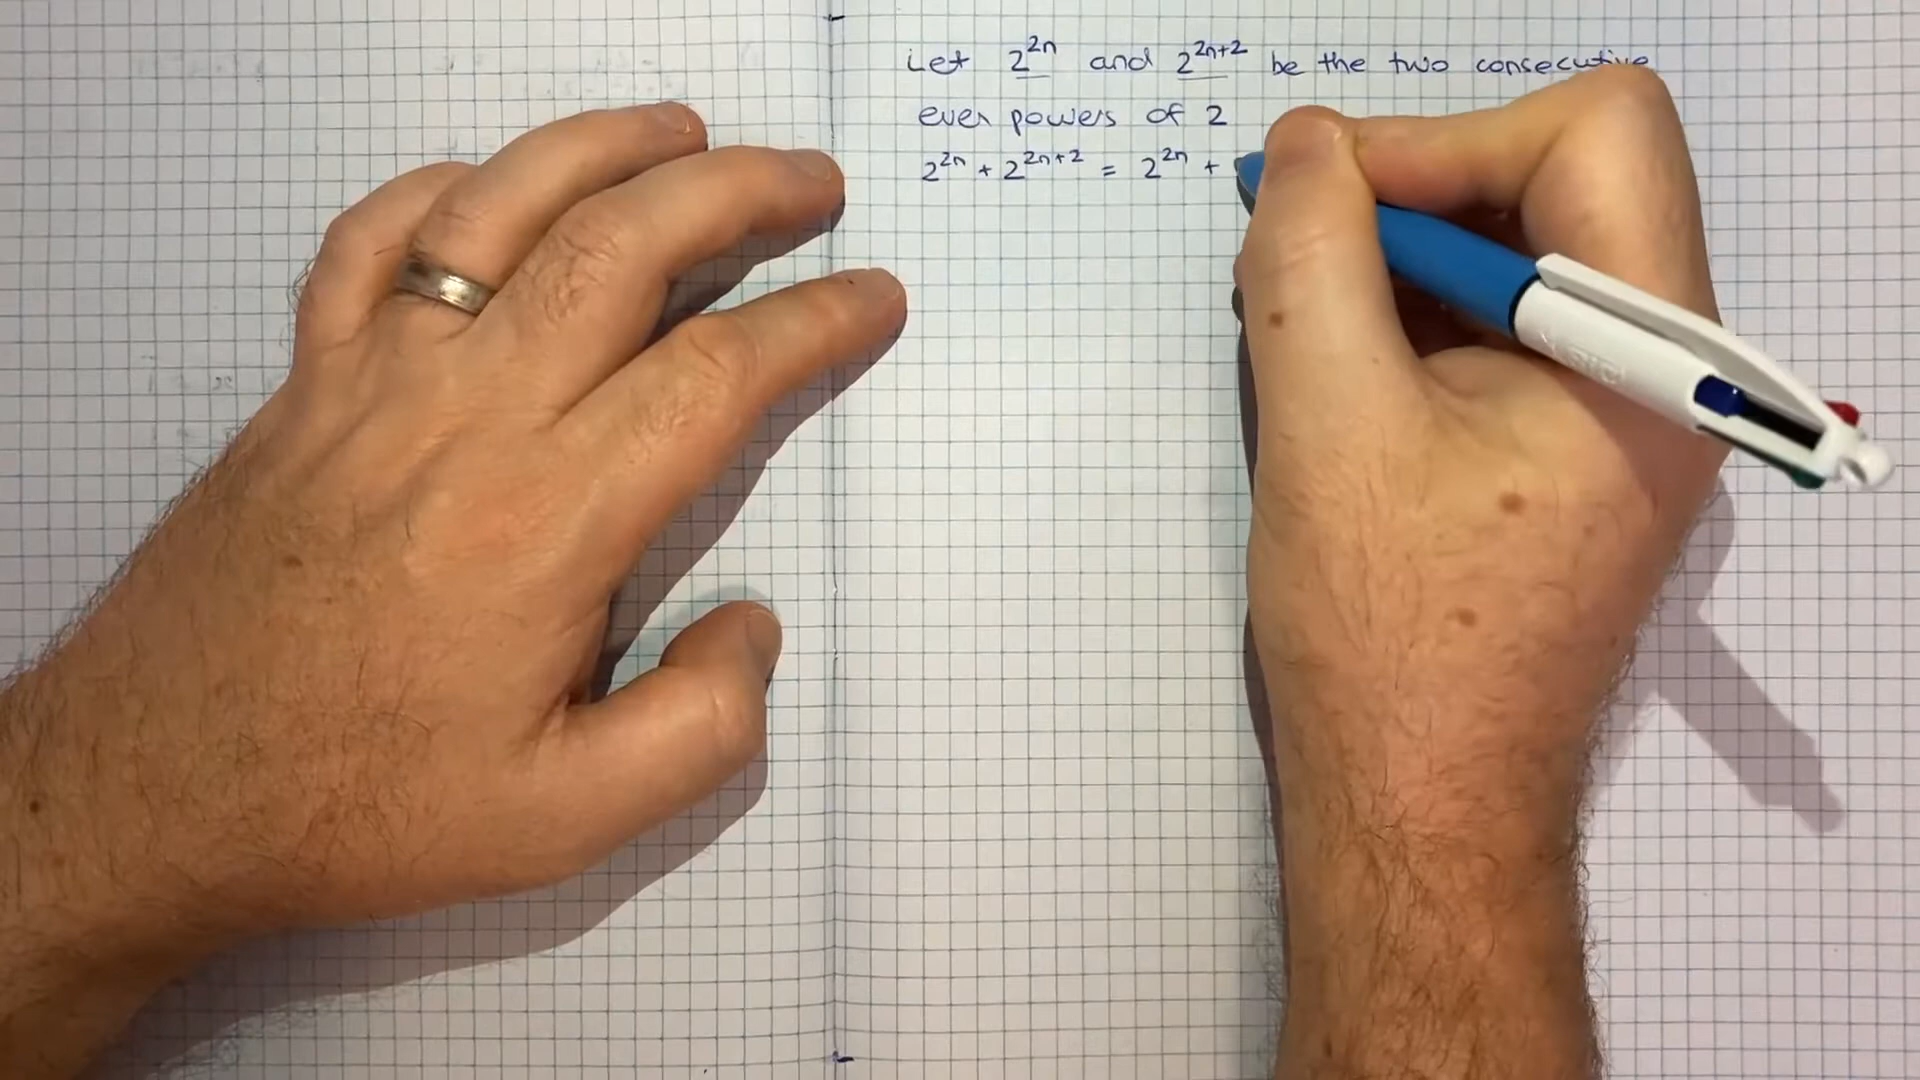 Let 2^{2n} and 2^{2n+2} be the two consecutive
even powers of 2
2^{2n} + 2^{2n+2} = 2^{2n} +